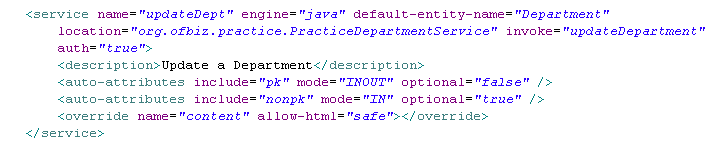 <service name="updateDept" engine="java" default-entity-name="Department"
location="org.ofbiz.practice.PracticeDepartmentService" invoke="updateDepartment"
auth="true">
<description>Update a Department</description>
<auto-attributes include="pk" mode="INOUT" optional="false" />
<auto-attributes include="nonpk" mode="IN" optional="true" />
<override name="content" allow-html="safe"></override>
</service>